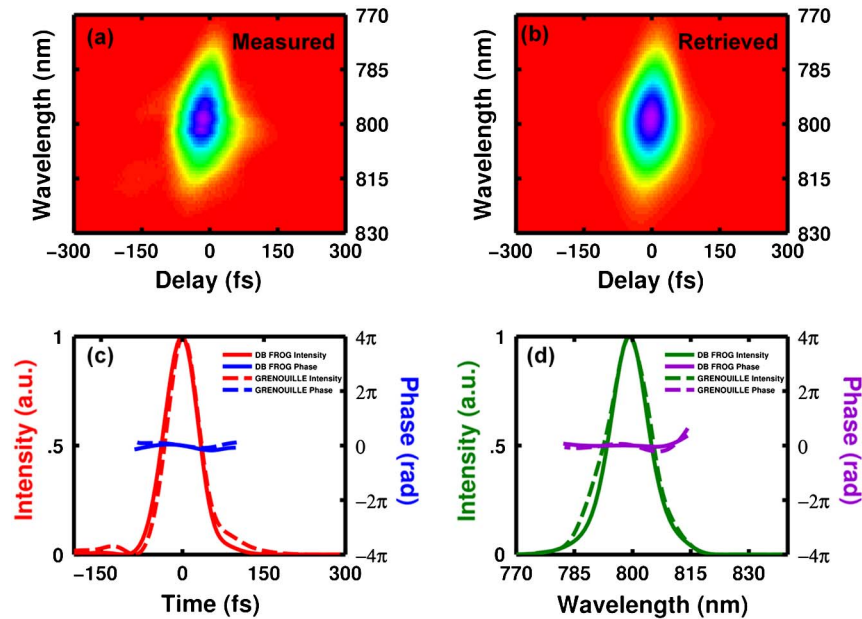 (a) Measured
770
785
800
815
830
Wavelength (nm)
−300 −150 0 150 300
Delay (fs)
(b) Retrieved
770
785
800
815
830
Wavelength (nm)
−300 −150 0 150 300
Delay (fs)
(c)
1
.5
0
Intensity (a.u.)
DB FROG Intensity
DB FROG Phase
GRENOUILLE Intensity
GRENOUILLE Phase
4π
2π
0
−2π
−4π
Phase (rad)
−150 0 150 300
Time (fs)
(d)
1
.5
0
Intensity (a.u.)
DB FROG Intensity
DB FROG Phase
GRENOUILLE Intensity
GRENOUILLE Phase
4π
2π
0
−2π
−4π
Phase (rad)
770 785 800 815 830
Wavelength (nm)